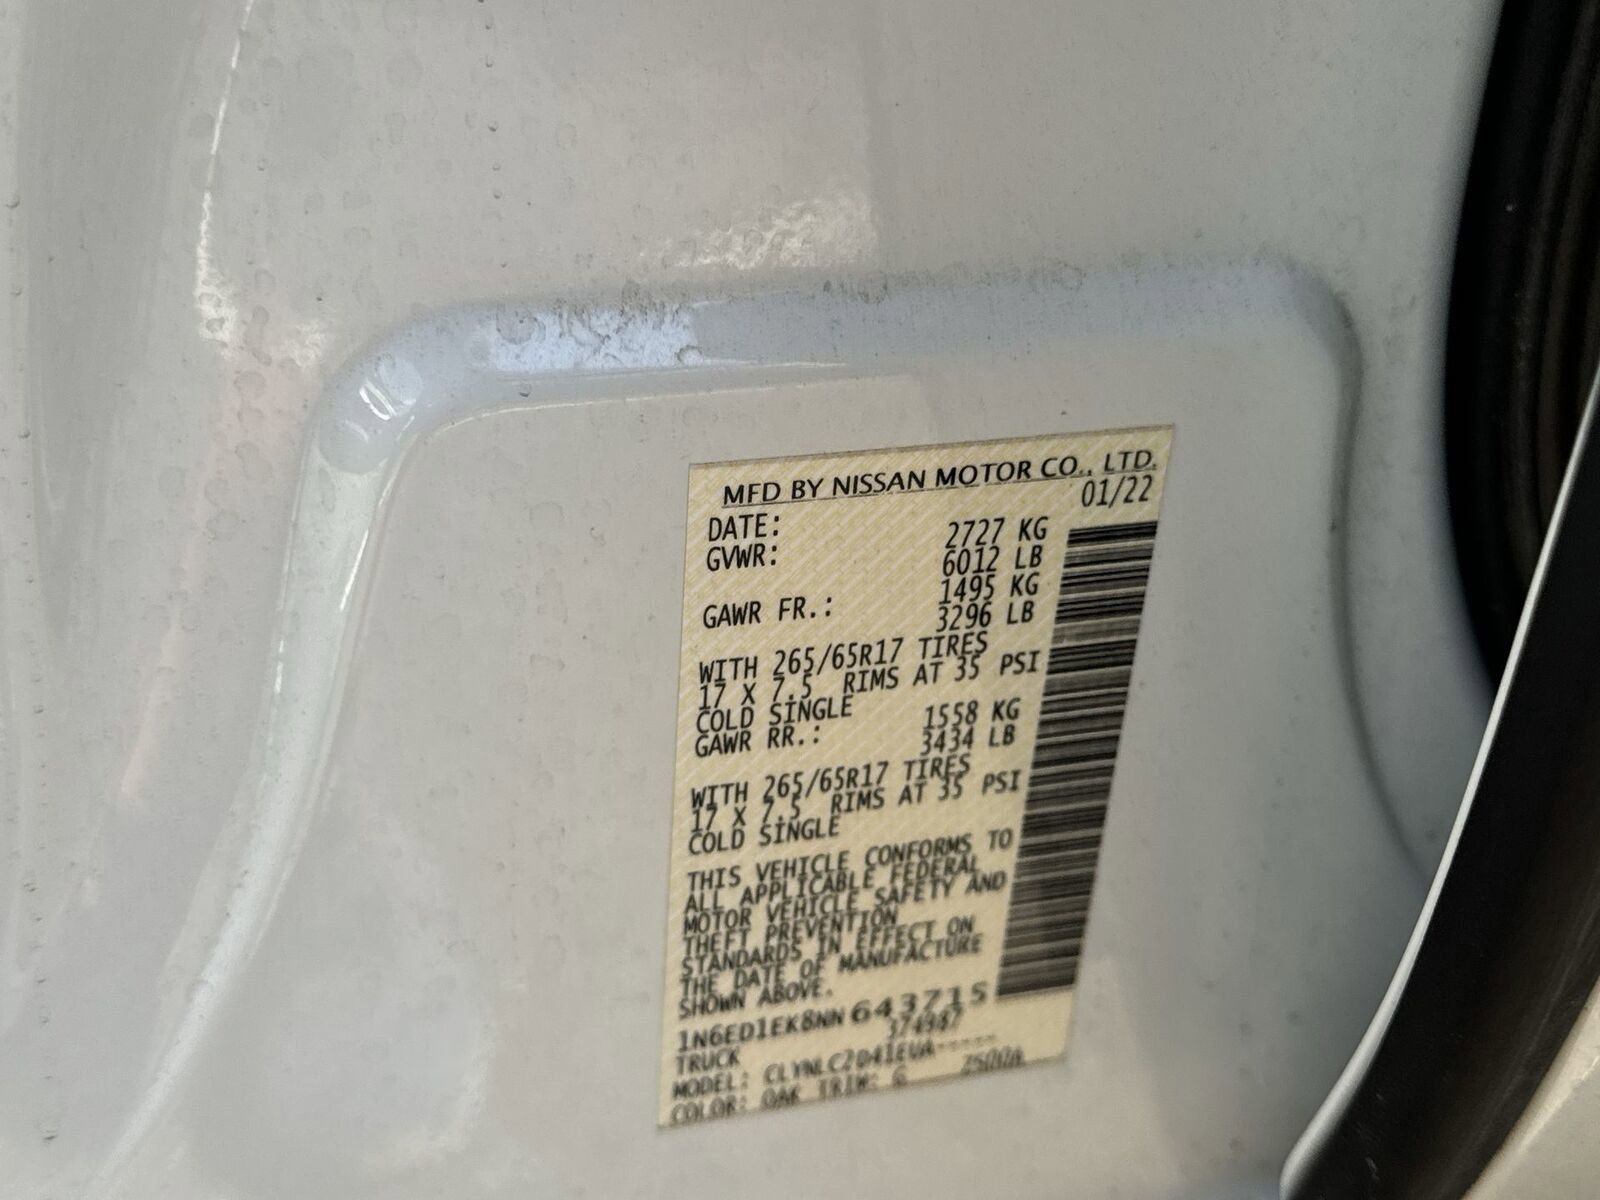 MFD BY NISSAN MOTOR CO., LTD.
DATE: 01/22
GVWR: 2727 KG
6012 LB
GAWR FR.: 1495 KG
3296 LB
WITH 265/65R17 TIRES
17 X 7.5 RIMS AT 35 PSI
COLD SINGLE
GAWR RR.: 1558 KG
3434 LB
WITH 265/65R17 TIRES
17 X 7.5 RIMS AT 35 PSI
COLD SINGLE
THIS VEHICLE CONFORMS TO
ALL APPLICABLE FEDERAL
MOTOR VEHICLE SAFETY AND
THEFT PREVENTION
STANDARDS IN EFFECT ON
THE DATE OF MANUFACTURE
SHOWN ABOVE.
1N6ED1EK8NN643715
TRUCK 374987
MODEL: CLYNLC2D41EUA-----
COLOR: QAK TRIM: G